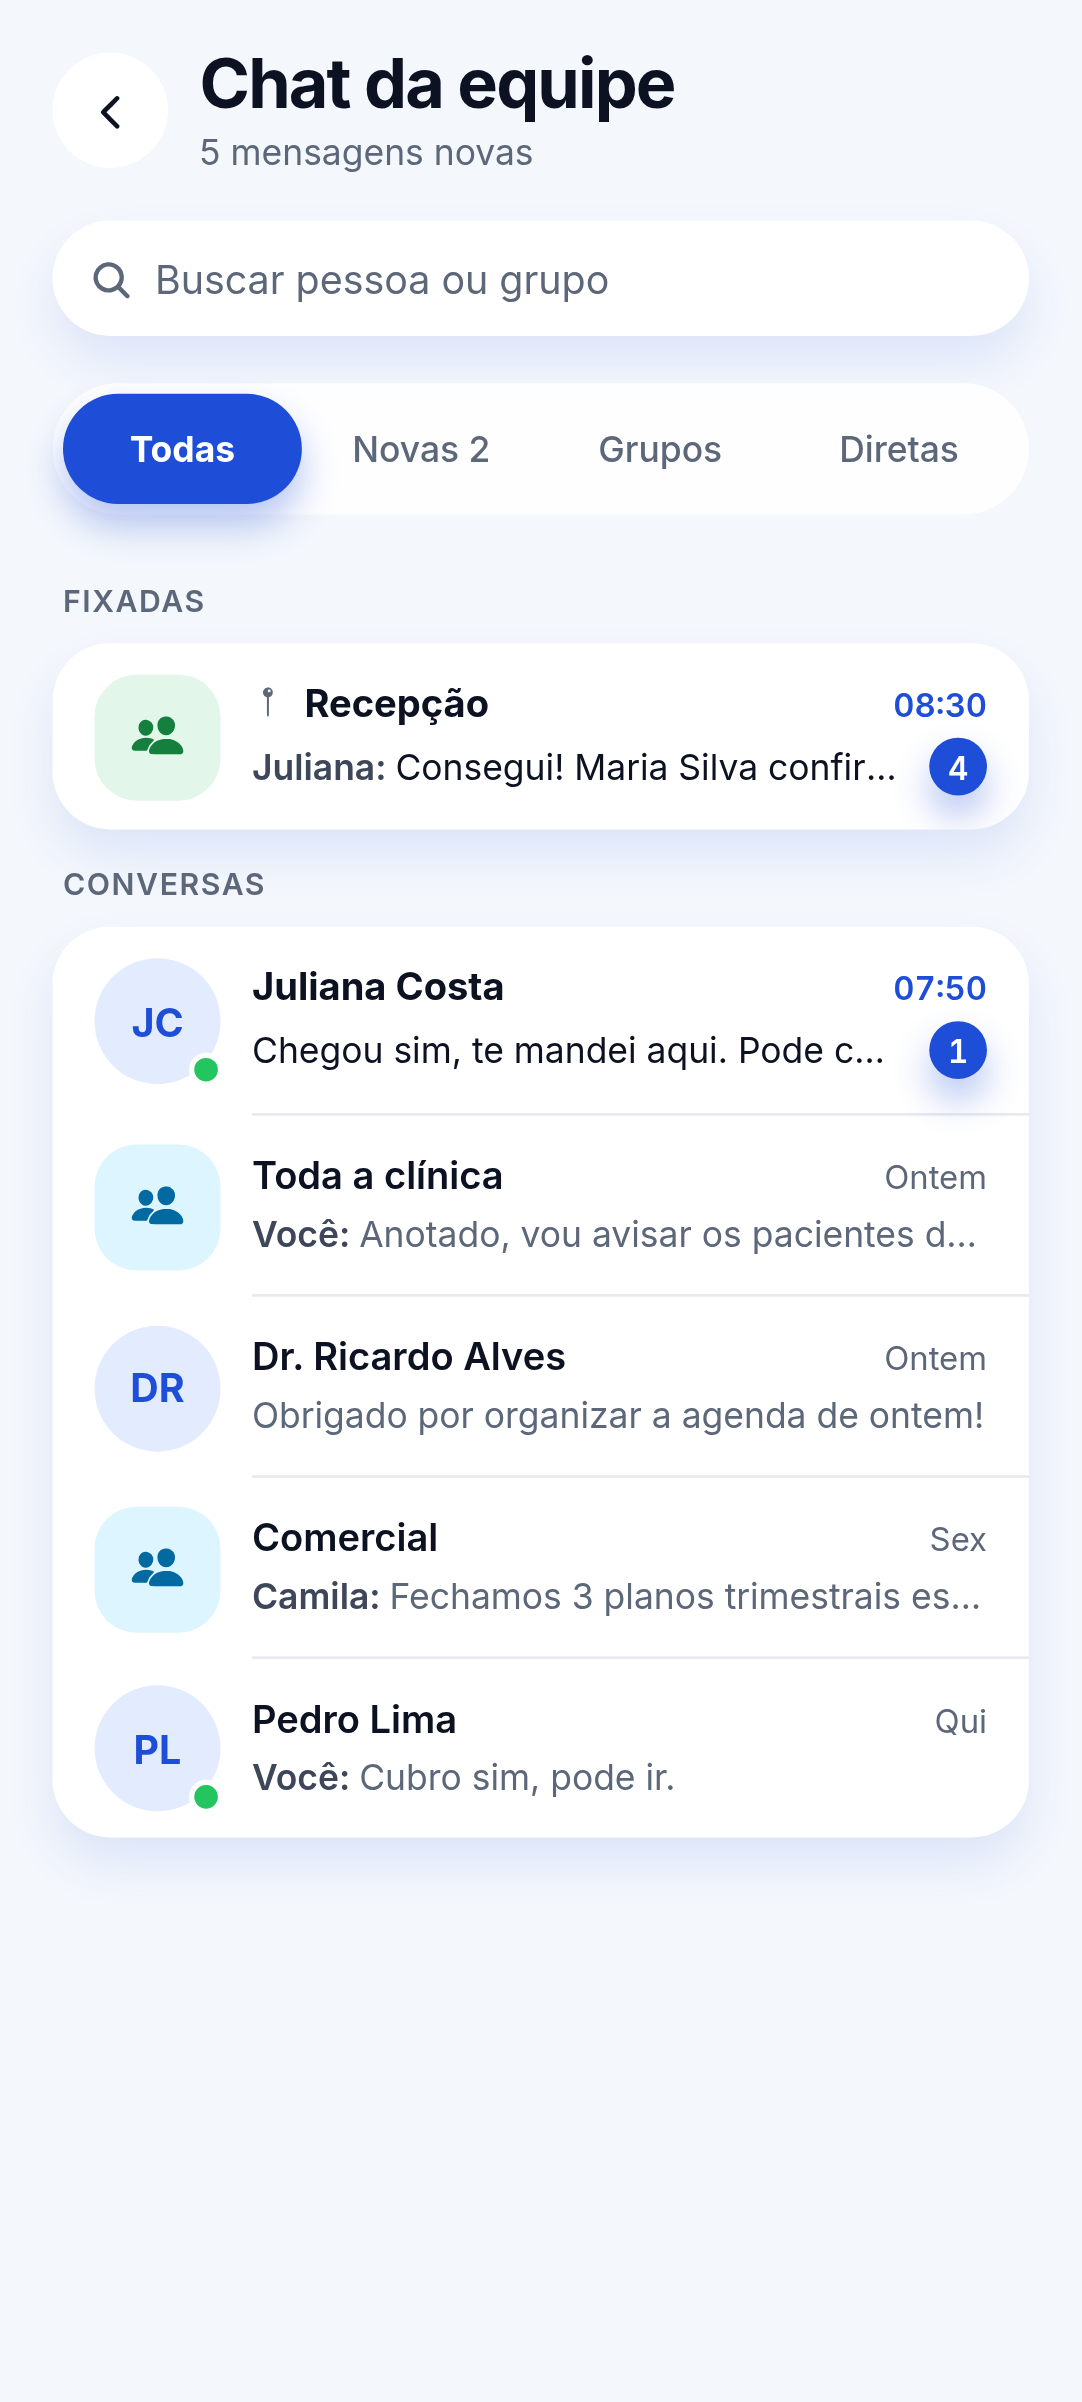 Chat da equipe
5 mensagens novas
Buscar pessoa ou grupo
Todas Novas 2 Grupos Diretas
FIXADAS
Recepção 08:30
Juliana: Consegui! Maria Silva confir... 4
CONVERSAS
JC
Juliana Costa 07:50
Chegou sim, te mandei aqui. Pode c... 1
Toda a clínica Ontem
Você: Anotado, vou avisar os pacientes d...
DR
Dr. Ricardo Alves Ontem
Obrigado por organizar a agenda de ontem!
Comercial Sex
Camila: Fechamos 3 planos trimestrais es...
PL
Pedro Lima Qui
Você: Cubro sim, pode ir.